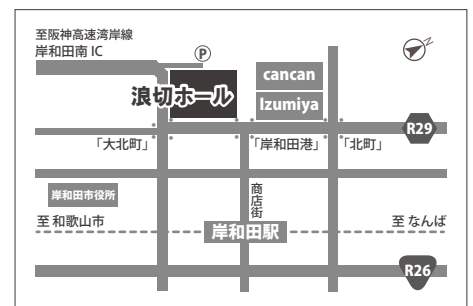 至阪神高速湾岸線
岸和田南 IC
P
N
cancan
Izumiya
浪切ホール
R29
「大北町」
「岸和田港」
「北町」
岸和田市役所
商店街
至 和歌山市
至 なんば
岸和田駅
R26